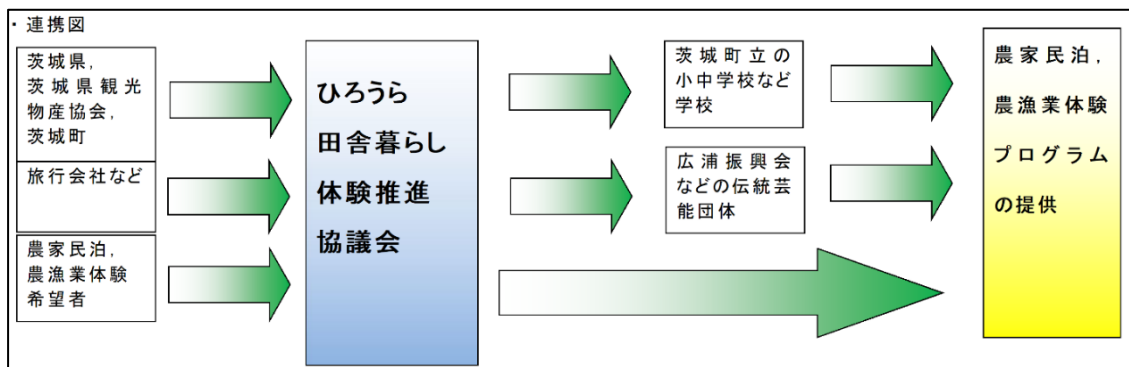 ・ 連携図
茨城県，
茨城県観光
物産協会，
茨城町
旅行会社など
農家民泊，
農漁業体験
希望者
ひろうら
田舎暮らし
体験推進
協議会
茨城町立の
小中学校など
学校
広浦振興会
などの伝統芸
能団体
農家民泊，
農漁業体験
プログラム
の提供